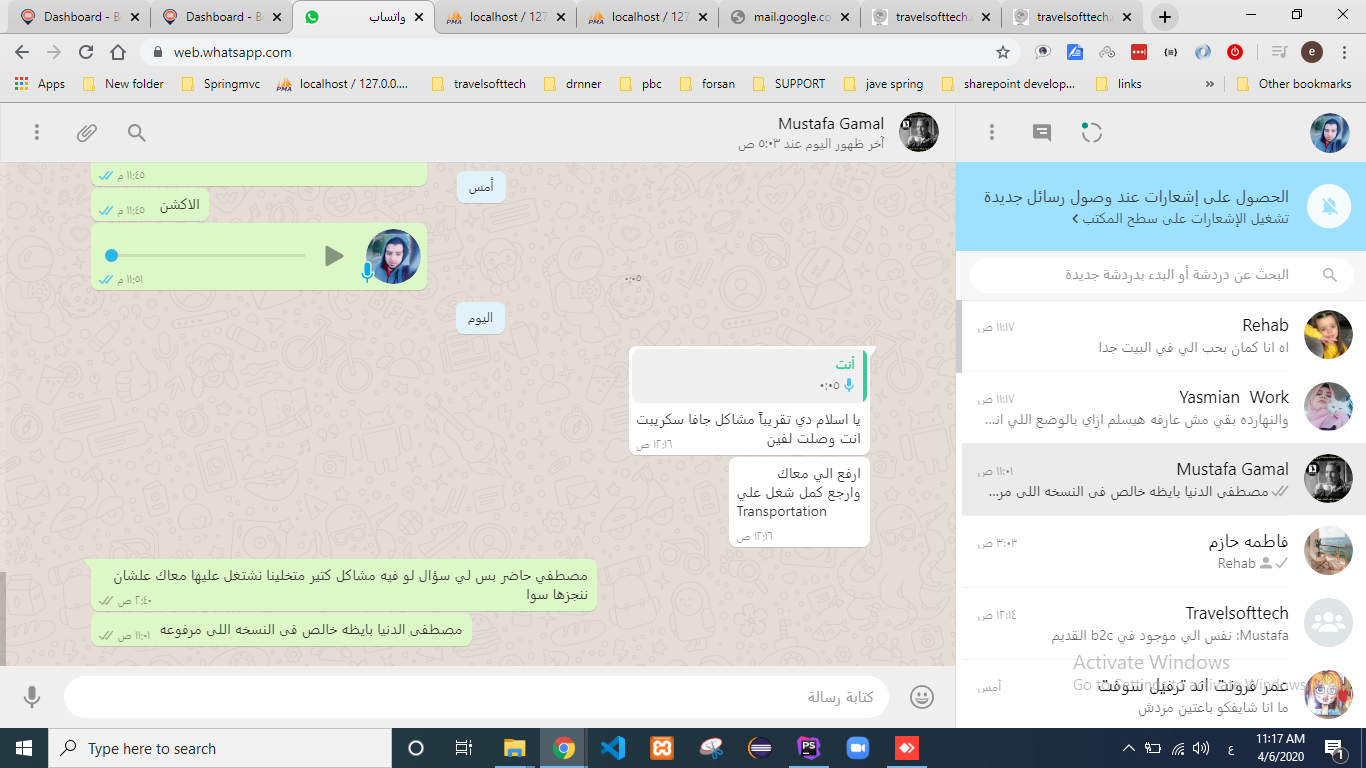 Dashboard - B
Dashboard - B
واتساب
localhost / 127
localhost / 127
mail.google.co
travelsofttech.
travelsofttech.
web.whatsapp.com
Apps
New folder
Springmvc
localhost / 127.0.0....
travelsofttech
drnner
pbc
forsan
SUPPORT
jave spring
sharepoint develop...
links
Other bookmarks
Mustafa Gamal
آخر ظهور اليوم عند ٥:٠٣ ص
١١:٤٥ م
أمس
الاكشن
١١:٤٥ م
٠:٠٥
١١:٥١ م
اليوم
أنت
٠:٠٥
يا اسلام دي تقريباً مشاكل جافا سكريبت
انت وصلت لفين
١٢:١٦ ص
ارفع الي معاك
وارجع كمل شغل علي
Transportation
١٢:١٦ ص
مصطفي حاضر بس لي سؤال لو فيه مشاكل كتير متخلينا نشتغل عليها معاك علشان
ننجزها سوا
٢:٤٠ ص
مصطفى الدنيا بايظه خالص فى النسخه اللى مرفوعه
١١:٠١ ص
كتابة رسالة
الحصول على إشعارات عند وصول رسائل جديدة
تشغيل الإشعارات على سطح المكتب
البحث عن دردشة أو البدء بدردشة جديدة
Rehab
١١:١٧ ص
اه انا كمان بحب الي في البيت جدا
Yasmian Work
١١:١٧ ص
والنهارده بقي مش عارفه هيسلم ازاي بالوضع اللي انـ...
Mustafa Gamal
١١:٠١ ص
مصطفى الدنيا بايظه خالص فى النسخه اللى مر...
فاطمه حازم
٣:٠٣ ص
Rehab
Travelsofttech
١٢:١٤ ص
Mustafa: نفس الي موجود في b2c القديم
عمر فرونت اند ترفيل سوفت
أمس
ما انا شايفكو باعتين مردش
Activate Windows
Go to Settings to activate Windows.
Type here to search
ع
11:17 AM
4/6/2020
1